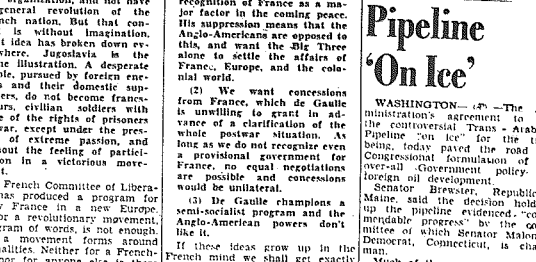 general revolution of the
nch nation. But that con-
is without imagination.
t idea has broken down ev-
where. Jugoslavia is the
ne illustration. A desperate
ple, pursued by foreign ene-
ers and their domestic sup-
ers, do not become francs-
urs, civilian soldiers with
e of the rights of prisoners
war, except under the pres-
of extreme passion, and
out the feeling of partici-
on in a victorious move-
t.
French Committee of Libera-
as produced a program for
y France in a new Europe.
or a revolutionary movement,
gram of words, is not enough.
a movement forms around
alities. Neither for a French-
recognition of France as a ma-
jor factor in the coming peace.
His suppression means that the
Anglo-Americans are opposed to
this, and want the Big Three
alone to settle the affairs of
France, Europe, and the colo-
nial world.
(2) We want concessions
from France, which de Gaulle
is unwilling to grant in ad-
vance of a clarification of the
whole postwar situation. As
long as we do not recognize even
a provisional government for
France, no equal negotiations
are possible and concessions
would be unilateral.
(3) De Gaulle champions a
semi-socialist program and the
Anglo-American powers don't
like it.
If these ideas grow up in the
French mind we shall get exactly
Pipeline
'On Ice'
WASHINGTON—(AP)—The
ministration's agreement to
the controversial Trans-Arab
Pipeline "on ice" for the t
being, today paved the road
Congressional formulation of
over-all Government policy
foreign oil development.
Senator Brewster, Republic
Maine, said the decision hold
up the pipeline evidenced "co
mendable progress" by the co
mittee of which Senator Malon
Democrat, Connecticut, is cha
man.